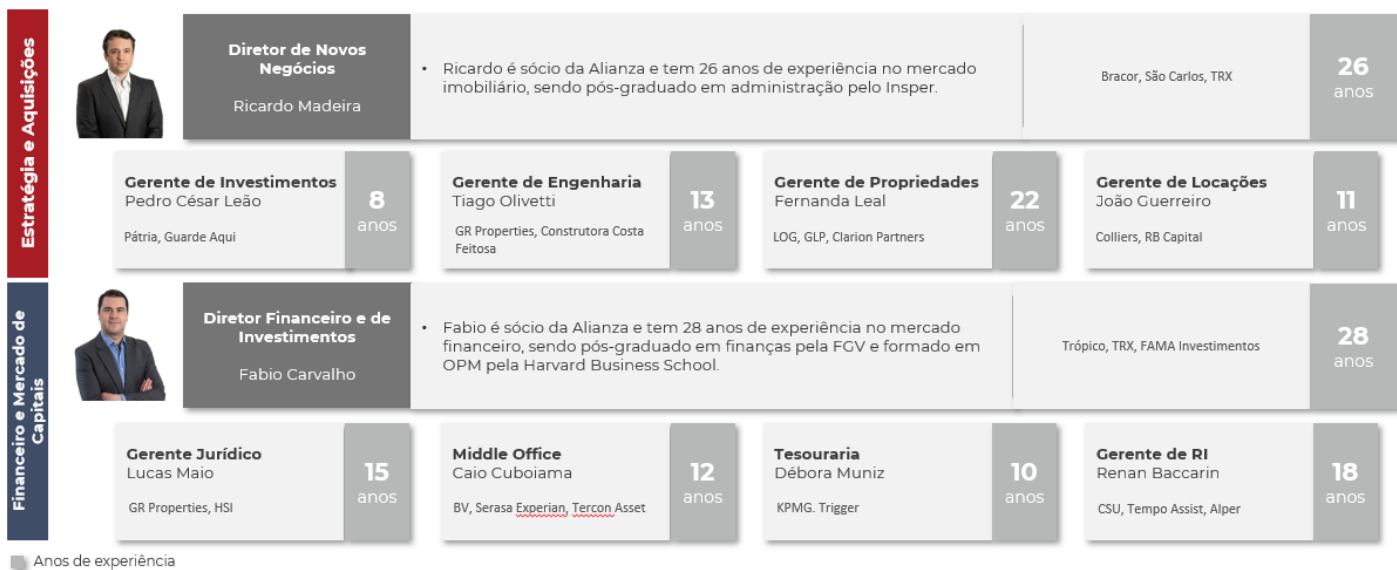 Estratégia e Aquisições
Diretor de Novos
Negócios
Ricardo Madeira
• Ricardo é sócio da Alianza e tem 26 anos de experiência no mercado
imobiliário, sendo pós-graduado em administração pelo Insper.
Bracor, São Carlos, TRX
26
anos
Gerente de Investimentos
Pedro César Leão
Pátria, Guarde Aqui
8
anos
Gerente de Engenharia
Tiago Olivetti
GR Properties, Construtora Costa
Feitosa
13
anos
Gerente de Propriedades
Fernanda Leal
LOG, GLP, Clarion Partners
22
anos
Gerente de Locações
João Guerreiro
Colliers, RB Capital
11
anos
Financeiro e Mercado de
Capitais
Diretor Financeiro e de
Investimentos
Fabio Carvalho
• Fabio é sócio da Alianza e tem 28 anos de experiência no mercado
financeiro, sendo pós-graduado em finanças pela FGV e formado em
OPM pela Harvard Business School.
Trópico, TRX, FAMA Investimentos
28
anos
Gerente Jurídico
Lucas Maio
GR Properties, HSI
15
anos
Middle Office
Caio Cuboiama
BV, Serasa Experian, Tercon Asset
12
anos
Tesouraria
Débora Muniz
KPMG. Trigger
10
anos
Gerente de RI
Renan Baccarin
CSU, Tempo Assist, Alper
18
anos
Anos de experiência